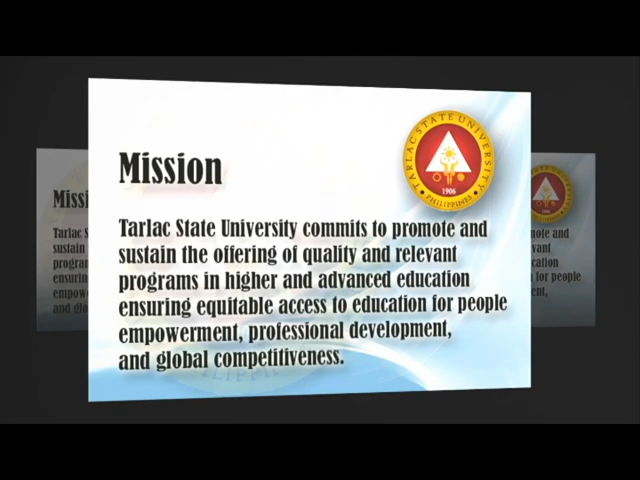 Mission
Tarlac State University commits to promote and
sustain the offering of quality and relevant
programs in higher and advanced education
ensuring equitable access to education for people
empowerment, professional development,
and global competitiveness.
TARLAC STATE UNIVERSITY
1906
PHILIPPINES